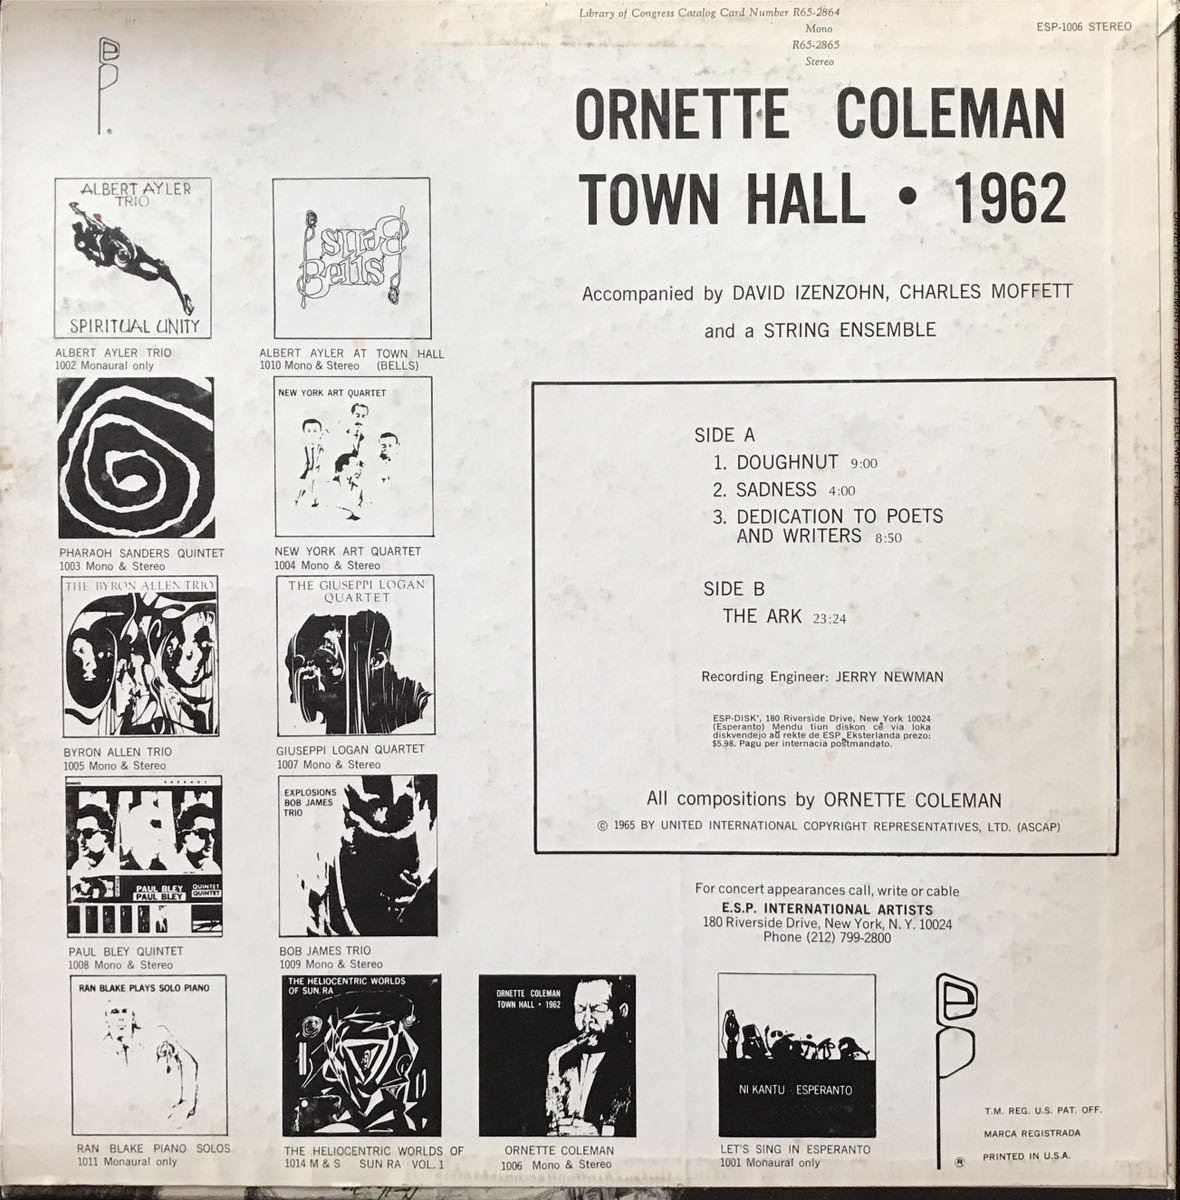 Library of Congress Catalog Card Number R65-2864
Mono
R65-2865
Stereo
ESP-1006 STEREO
ORNETTE COLEMAN
TOWN HALL • 1962
Accompanied by DAVID IZENZOHN, CHARLES MOFFETT
and a STRING ENSEMBLE
SIDE A
1. DOUGHNUT 9:00
2. SADNESS 4:00
3. DEDICATION TO POETS
AND WRITERS 8:50
SIDE B
THE ARK 23:24
Recording Engineer: JERRY NEWMAN
ESP-DISK', 180 Riverside Drive, New York 10024
(Esperanto) Mendu tiun diskon cê via loka
diskvendejo aŭ rekte de ESP. Eksterlanda prezo:
$5.98. Pagu per internacia poŝtmandato.
All compositions by ORNETTE COLEMAN
© 1965 BY UNITED INTERNATIONAL COPYRIGHT REPRESENTATIVES, LTD. (ASCAP)
For concert appearances call, write or cable
E.S.P. INTERNATIONAL ARTISTS
180 Riverside Drive, New York, N. Y. 10024
Phone (212) 799-2800
ALBERT AYLER
TRIO
SPIRITUAL UNITY
ALBERT AYLER TRIO
1002 Monaural only
Bells
Bells
ALBERT AYLER AT TOWN HALL
1010 Mono & Stereo (BELLS)
PHARAOH SANDERS QUINTET
1003 Mono & Stereo
NEW YORK ART QUARTET
NEW YORK ART QUARTET
1004 Mono & Stereo
THE BYRON ALLEN TRIO
BYRON ALLEN TRIO
1005 Mono & Stereo
THE GIUSEPPI LOGAN
QUARTET
GIUSEPPI LOGAN QUARTET
1007 Mono & Stereo
PAUL BLEY QUINTET
PAUL BLEY QUINTET
PAUL BLEY QUINTET
1008 Mono & Stereo
EXPLOSIONS
BOB JAMES
TRIO
BOB JAMES TRIO
1009 Mono & Stereo
RAN BLAKE PLAYS SOLO PIANO
RAN BLAKE PIANO SOLOS
1011 Monaural only
THE HELIOCENTRIC WORLDS
OF SUN RA
THE HELIOCENTRIC WORLDS OF
1014 M & S SUN RA VOL. 1
ORNETTE COLEMAN
TOWN HALL • 1962
ORNETTE COLEMAN
1006 Mono & Stereo
NI KANTU ESPERANTO
LET'S SING IN ESPERANTO
1001 Monaural only
T.M. REG. U.S. PAT. OFF.
MARCA REGISTRADA
® PRINTED IN U.S.A.
ORNETTE COLEMAN / TOWN HALL / DECEMBER 1962